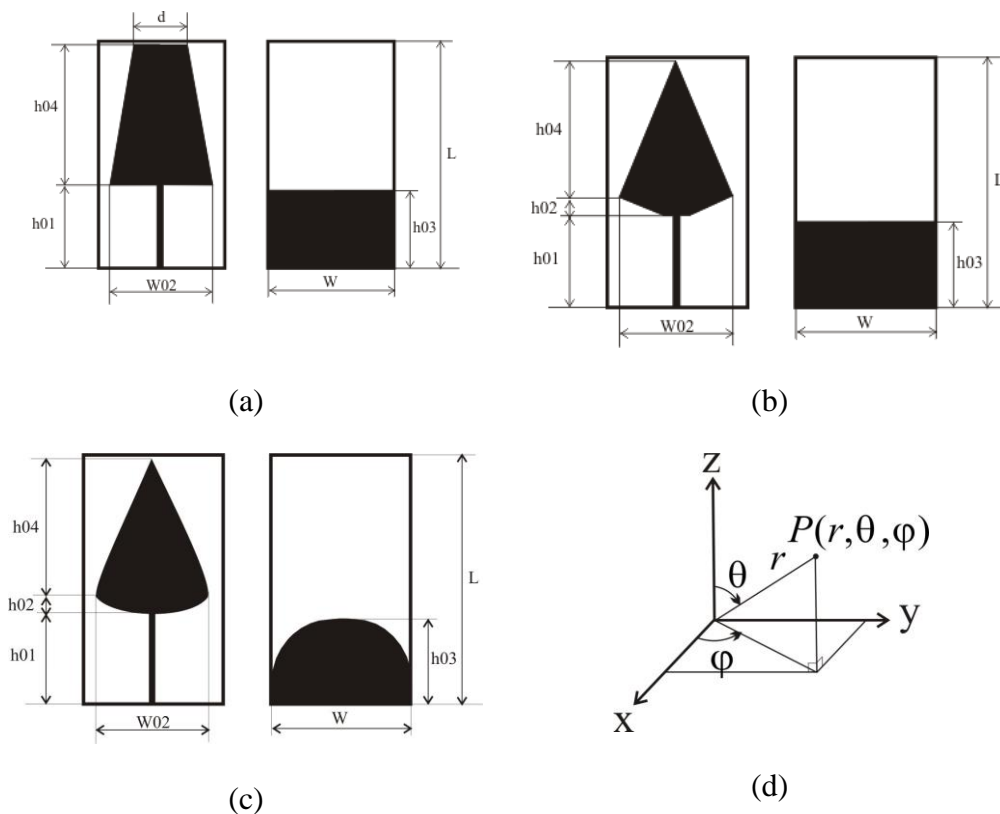 d
h04
h01
W02
L
h03
W
(a)
h04
h02
h01
W02
L
h03
W
(b)
h04
h02
h01
W02
L
h03
W
(c)
z
P(r,θ,φ)
r
θ
y
φ
x
(d)